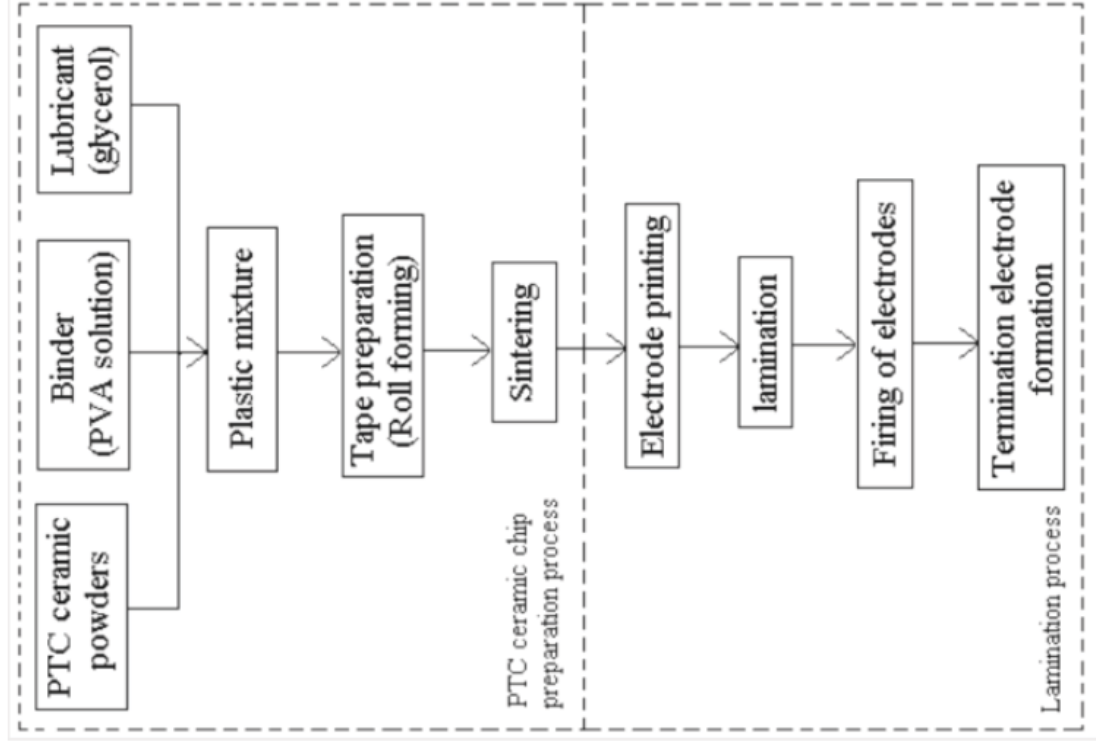 PTC ceramic
powders
Binder
(PVA solution)
Lubricant
(glycerol)
Plastic mixture
Tape preparation
(Roll forming)
Sintering
PTC ceramic chip
preparation process
Electrode printing
lamination
Firing of electrodes
Termination electrode
formation
Lamination process